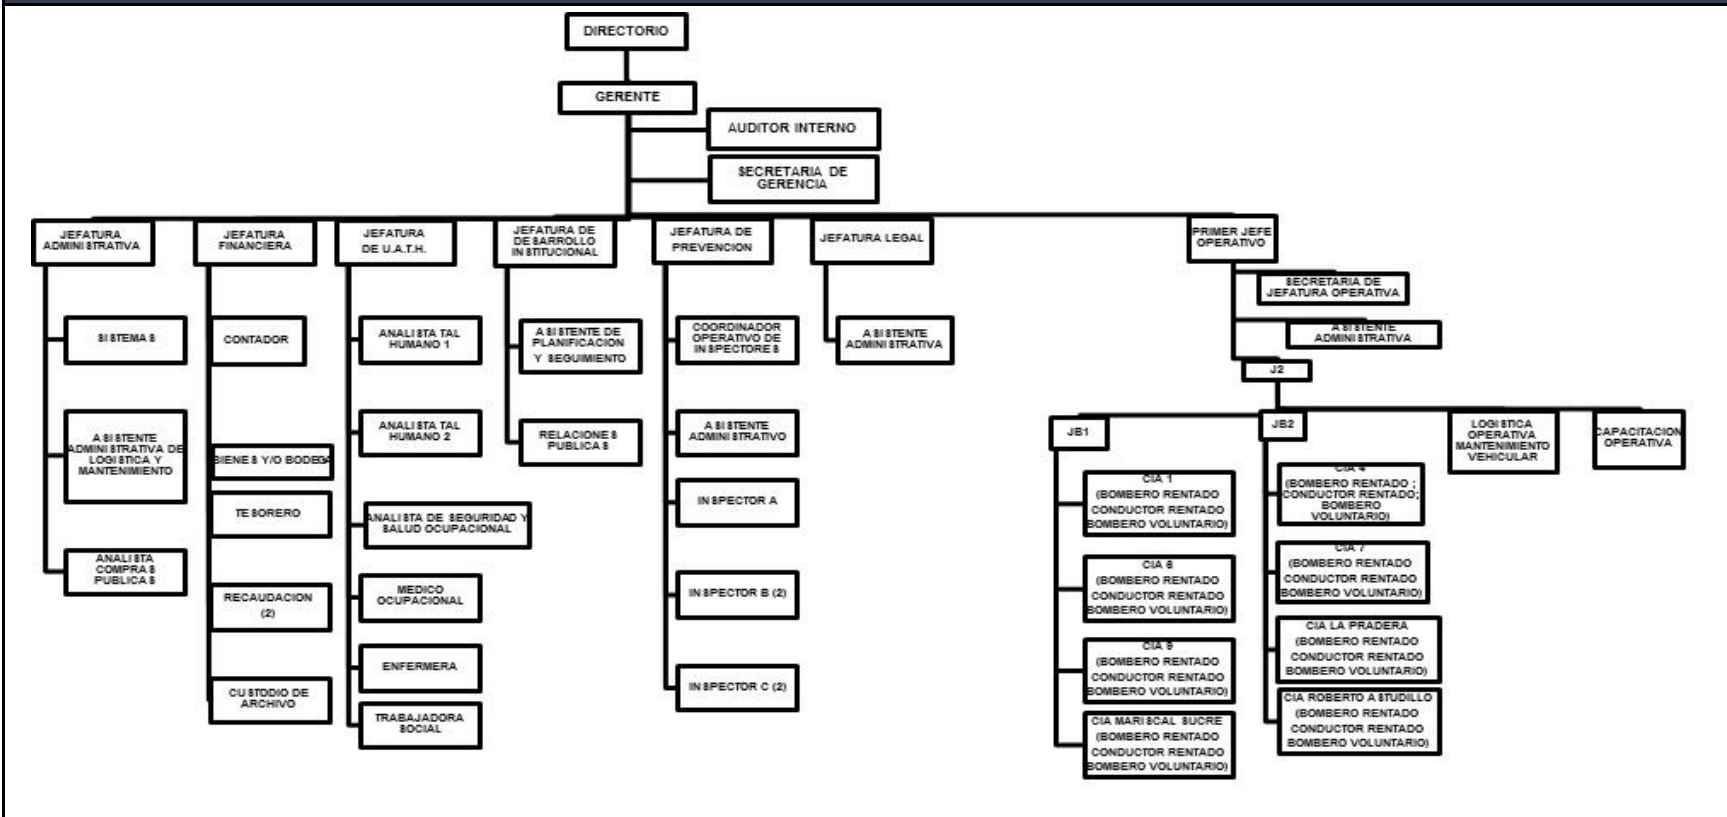 DIRECTORIO
GERENTE
AUDITOR INTERNO
SECRETARIA DE
GERENCIA
JEFATURA
ADMINISTRATIVA
JEFATURA
FINANCIERA
JEFATURA
DE U.A.T.H.
JEFATURA DE
DESARROLLO
INSTITUCIONAL
JEFATURA DE
PREVENCION
JEFATURA LEGAL
PRIMER JEFE
OPERATIVO
SISTEMAS
ASISTENTE
ADMINISTRATIVA DE
LOGISTICA Y
MANTENIMIENTO
ANALISTA
COMPRAS
PUBLICAS
CONTADOR
BIENES Y/O BODEGA
TESORERO
RECAUDACION
(2)
CUSTODIO DE
ARCHIVO
ANALISTA TAL
HUMANO 1
ANALISTA TAL
HUMANO 2
ANALISTA DE SEGURIDAD Y
SALUD OCUPACIONAL
MEDICO
OCUPACIONAL
ENFERMERA
TRABAJADORA
SOCIAL
ASISTENTE DE
PLANIFICACION
Y SEGUIMIENTO
RELACIONES
PUBLICAS
COORDINADOR
OPERATIVO DE
INSPECTORES
ASISTENTE
ADMINISTRATIVO
INSPECTOR A
INSPECTOR B (2)
INSPECTOR C (2)
ASISTENTE
ADMINISTRATIVA
SECRETARIA DE
JEFATURA OPERATIVA
ASISTENTE
ADMINISTRATIVA
J2
JB1
JB2
LOGISTICA
OPERATIVA
MANTENIMIENTO
VEHICULAR
CAPACITACION
OPERATIVA
CIA 1
(BOMBERO RENTADO
CONDUCTOR RENTADO
BOMBERO VOLUNTARIO)
CIA
(BOMBERO RENTADO
CONDUCTOR RENTADO
BOMBERO VOLUNTARIO)
CIA 9
(BOMBERO RENTADO
CONDUCTOR RENTADO
BOMBERO VOLUNTARIO)
CIA MARISCAL SUCRE
(BOMBERO RENTADO
CONDUCTOR RENTADO
BOMBERO VOLUNTARIO)
CIA 4
(BOMBERO RENTADO ;
CONDUCTOR RENTADO;
BOMBERO
VOLUNTARIO)
CIA 7
(BOMBERO RENTADO
CONDUCTOR RENTADO
BOMBERO VOLUNTARIO)
CIA LA PRADERA
(BOMBERO RENTADO
CONDUCTOR RENTADO
BOMBERO VOLUNTARIO)
CIA ROBERTO ASTUDILLO
(BOMBERO RENTADO
CONDUCTOR RENTADO
BOMBERO VOLUNTARIO)